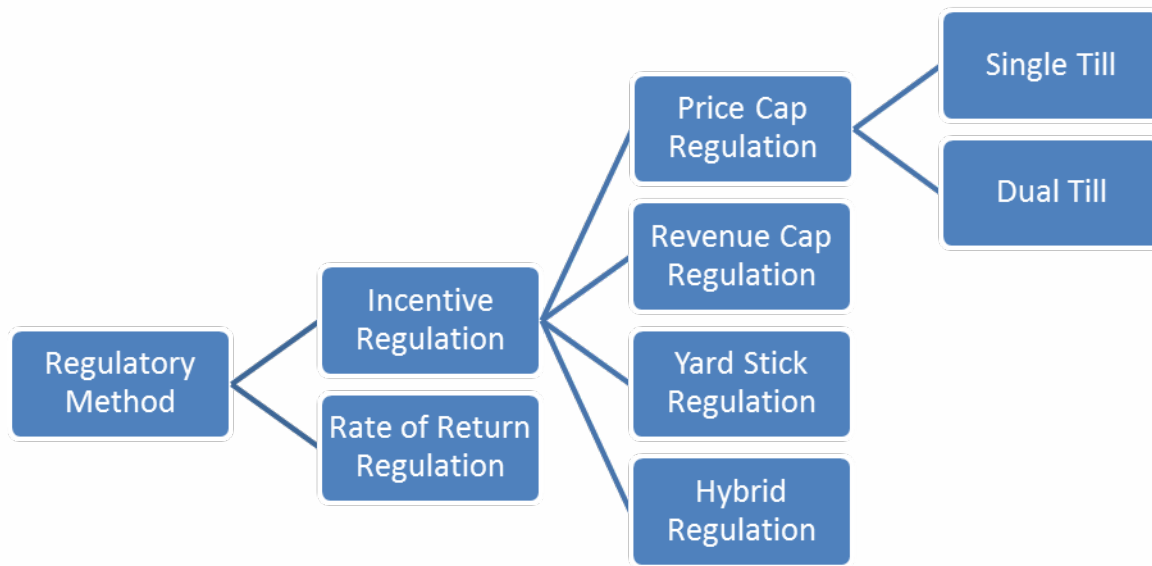 Regulatory
Method
Incentive
Regulation
Rate of Return
Regulation
Price Cap
Regulation
Revenue Cap
Regulation
Yard Stick
Regulation
Hybrid
Regulation
Single Till
Dual Till